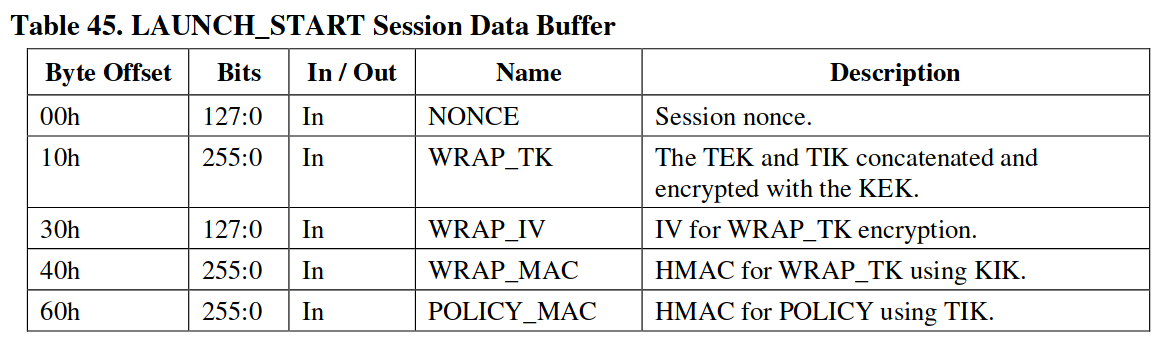 Table 45. LAUNCH_START Session Data Buffer
Byte Offset Bits In / Out Name Description
00h 127:0 In NONCE Session nonce.
10h 255:0 In WRAP_TK The TEK and TIK concatenated and
encrypted with the KEK.
30h 127:0 In WRAP_IV IV for WRAP_TK encryption.
40h 255:0 In WRAP_MAC HMAC for WRAP_TK using KIK.
60h 255:0 In POLICY_MAC HMAC for POLICY using TIK.